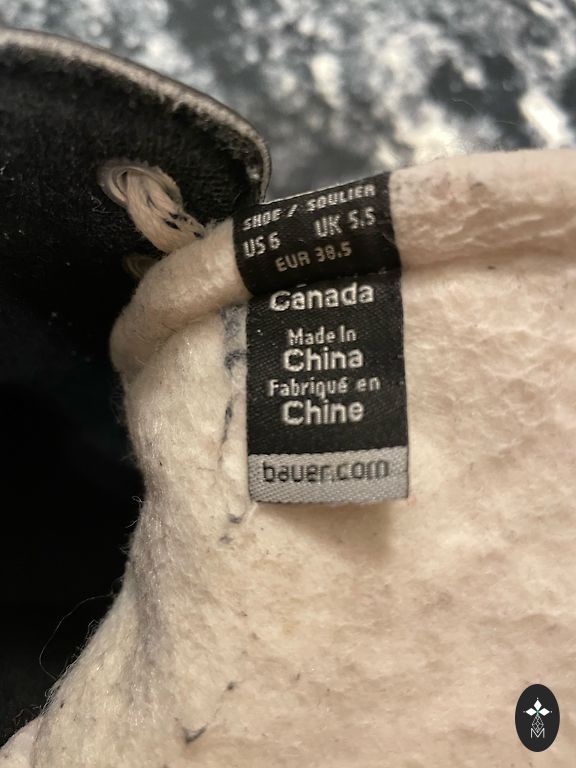 SHOE / SOULIER
US 6 UK 5.5
EUR 38.5
Canada
Made In
China
Fabriqué en
Chine
bauer.com
M